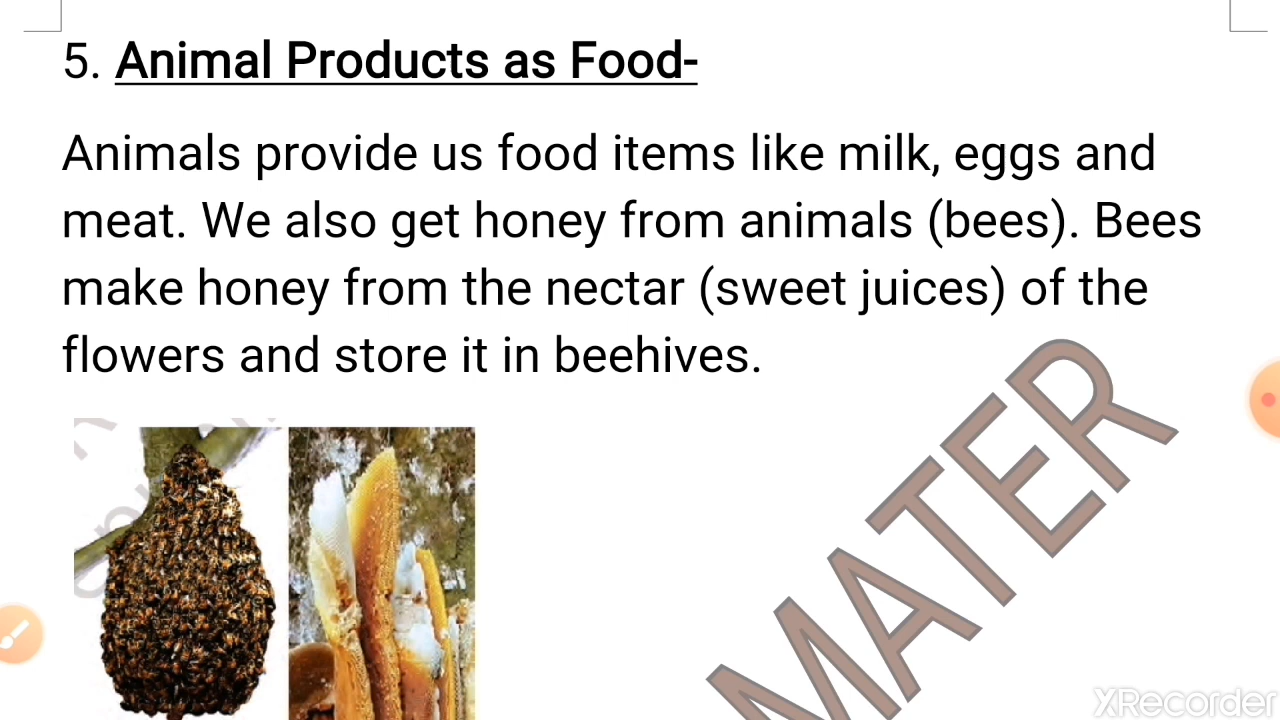 5. Animal Products as Food-
Animals provide us food items like milk, eggs and
meat. We also get honey from animals (bees). Bees
make honey from the nectar (sweet juices) of the
flowers and store it in beehives.
MATER
XRecorder